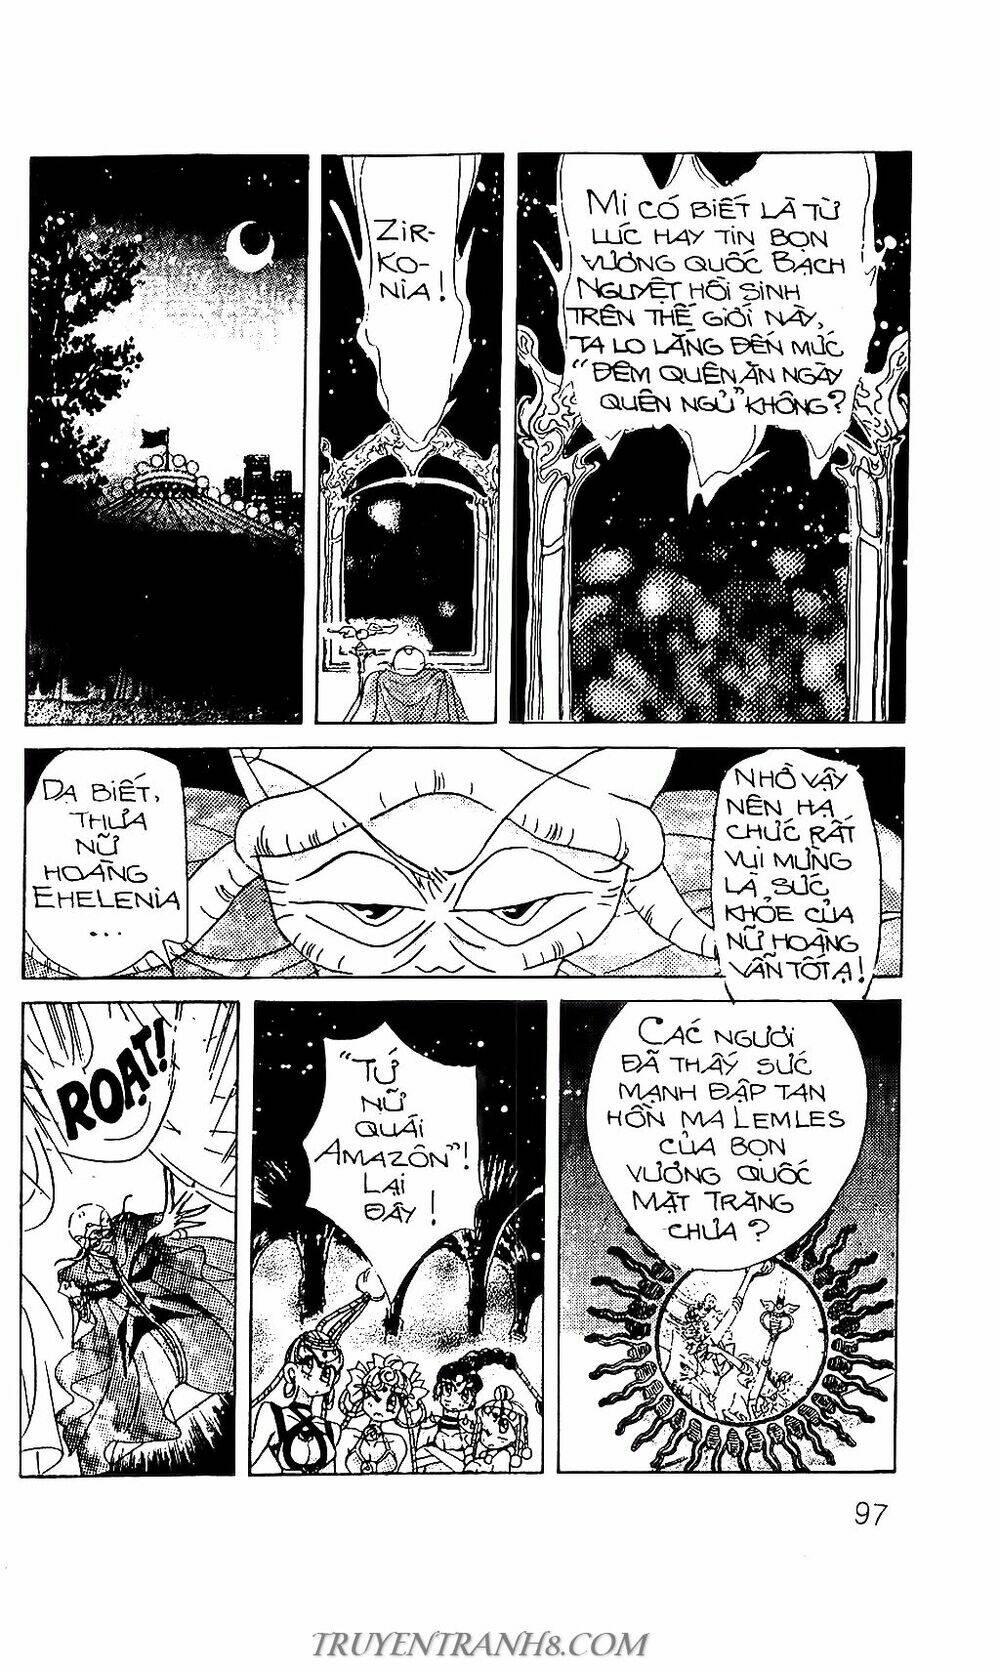 ZIR-
KO-
NIA!
MI CÓ BIẾT LÀ TỪ
LÚC HAY TIN BỌN
VƯƠNG QUỐC BẠCH
NGUYỆT HỒI SINH
TRÊN THẾ GIỚI NÀY,
TA LO LẮNG ĐẾN MỨC
"ĐÊM QUÊN ĂN NGÀY
QUÊN NGỦ" KHÔNG?
DẠ BIẾT,
THƯA
NỮ
HOÀNG
EHELENIA
...
NHỜ VẬY
NÊN HẠ
CHỨC RẤT
VUI MỪNG
LÀ SỨC
KHỎE CỦA
NỮ HOÀNG
VẪN TỐT Ạ!
ROẠT!
"TỨ
NỮ
QUÁI
AMAZÔN"!
LẠI
ĐÂY!
CÁC NGƯƠI
ĐÃ THẤY SỨC
MẠNH ĐẬP TAN
HỒN MA LEMLES
CỦA BỌN
VƯƠNG QUỐC
MẶT TRĂNG
CHƯA?
97
TRUYENTRANH8.COM